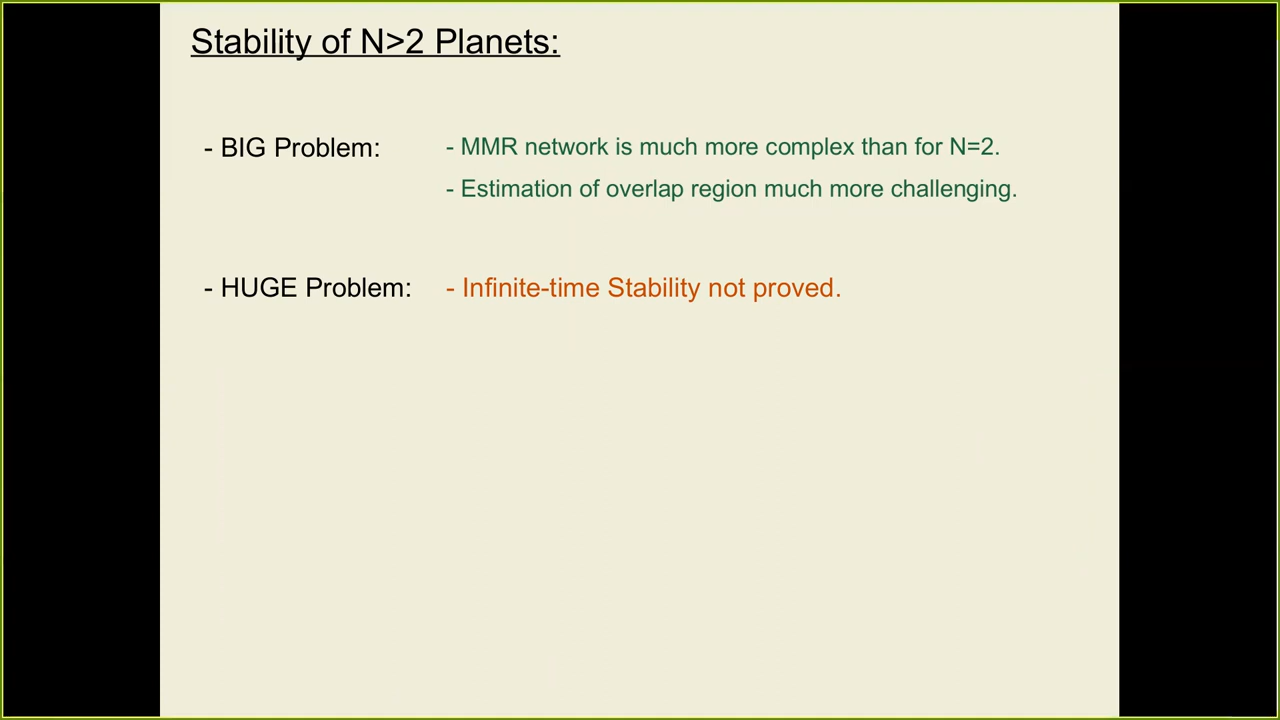 Stability of N>2 Planets:
- BIG Problem: - MMR network is much more complex than for N=2.
- Estimation of overlap region much more challenging.
- HUGE Problem: - Infinite-time Stability not proved.